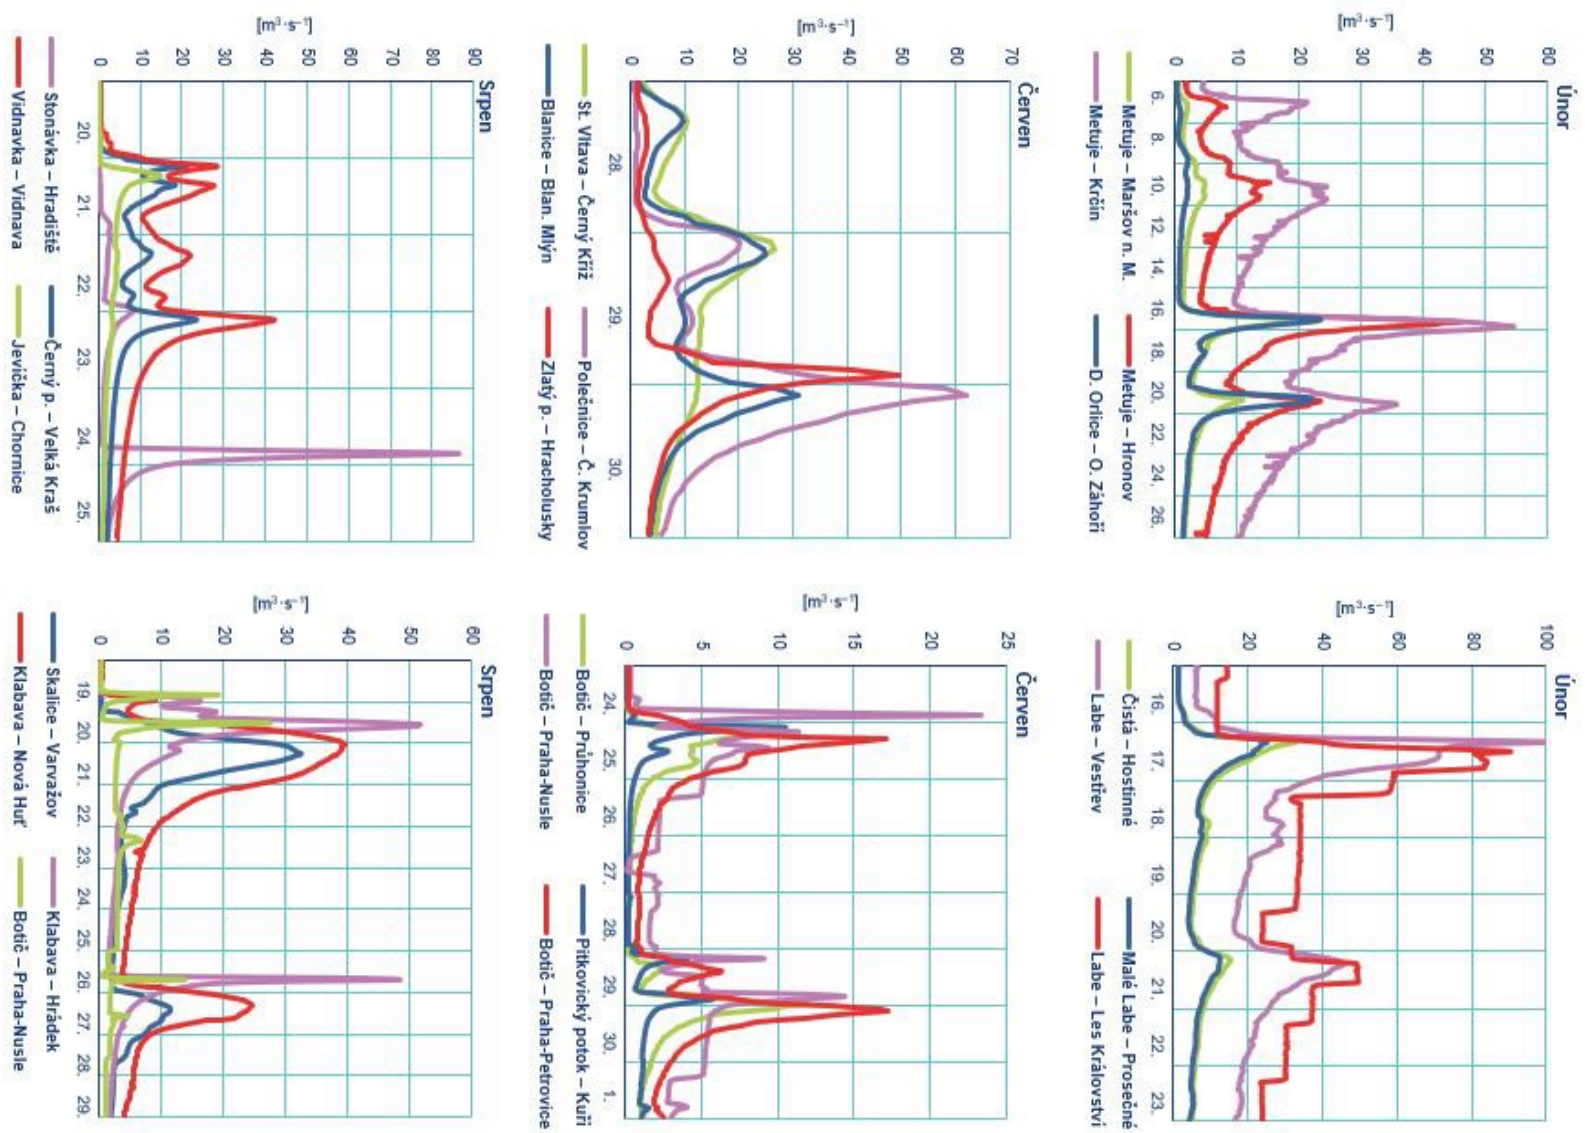 Únor
[m³·s⁻¹]
60
50
40
30
20
10
0
6. 8. 10. 12. 14. 16. 18. 20. 22. 24. 26.
Metuje – Maršov n. M.
Metuje – Hronov
Metuje – Krčín
D. Orlice – O. Záhoří
Únor
[m³·s⁻¹]
100
80
60
40
20
0
16. 17. 18. 19. 20. 21. 22. 23.
Čistá – Hostinné
Malé Labe – Prosečné
Labe – Vestřev
Labe – Les Království
Červen
[m³·s⁻¹]
70
60
50
40
30
20
10
0
28. 29. 30.
St. Vltava – Černý Kříž
Polečnice – Č. Krumlov
Blanice – Blan. Mlýn
Zlatý p. – Hracholusky
Červen
[m³·s⁻¹]
25
20
15
10
5
0
24. 25. 26. 27. 28. 29. 30. 1.
Botič – Průhonice
Pitkovický potok – Kuří
Botič – Praha-Nusle
Botič – Praha-Petrovice
Srpen
[m³·s⁻¹]
90
80
70
60
50
40
30
20
10
0
20. 21. 22. 23. 24. 25.
Stonávka – Hradiště
Černý p. – Velká Kraš
Vidnavka – Vidnava
Jevíčka – Chornice
Srpen
[m³·s⁻¹]
60
50
40
30
20
10
0
19. 20. 21. 22. 23. 24. 25. 26. 27. 28. 29.
Skalice – Varvažov
Klabava – Hrádek
Klabava – Nová Huť
Botič – Praha-Nusle